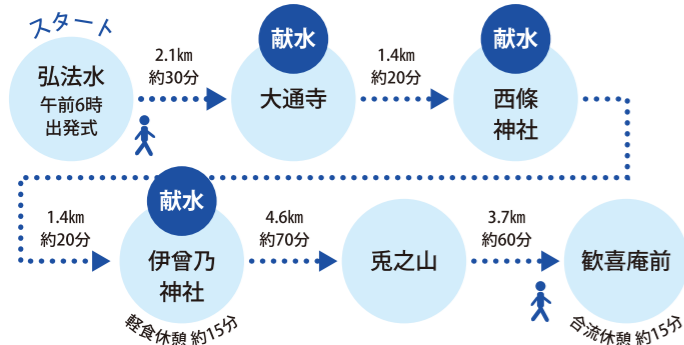 スタート
弘法水
午前6時
出発式
2.1㎞
約30分
献水
大通寺
1.4㎞
約20分
献水
西條
神社
1.4㎞
約20分
献水
伊曾乃
神社
軽食休憩 約15分
4.6㎞
約70分
兎之山
3.7㎞
約60分
歓喜庵前
合流休憩 約15分